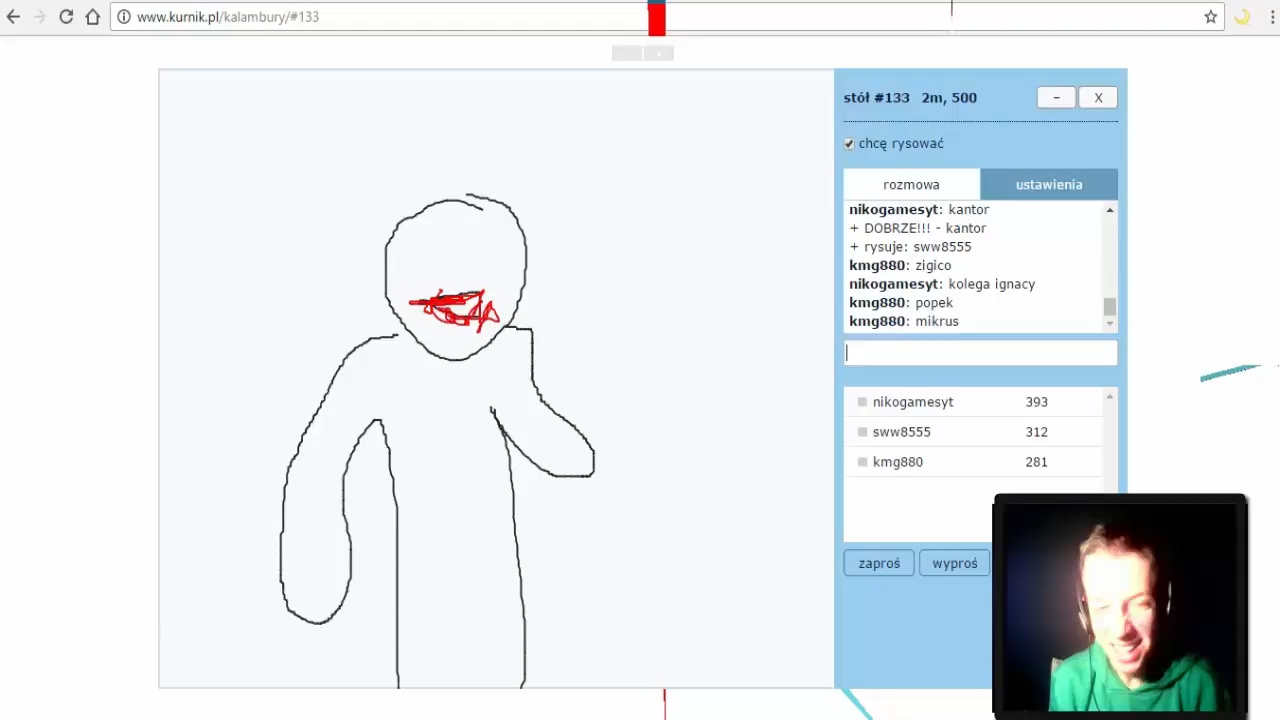 www.kurnik.pl/kalambury/#133
stół #133 2m, 500
–
X
chcę rysować
rozmowa
ustawienia
nikogamesyt: kantor
+ DOBRZE!!! - kantor
+ rysuje: sww8555
kmg880: zigico
nikogamesyt: kolega ignacy
kmg880: popek
kmg880: mikrus
nikogamesyt 393
sww8555 312
kmg880 281
zaproś
wyproś